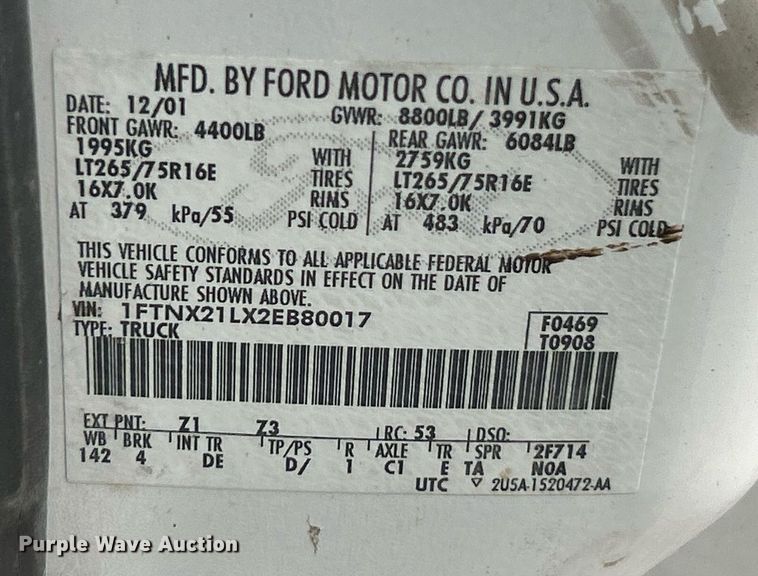 MFD. BY FORD MOTOR CO. IN U.S.A.
DATE: 12/01 GVWR: 8800LB/ 3991KG
FRONT GAWR: 4400LB REAR GAWR: 6084LB
1995KG WITH 2759KG WITH
LT265/75R16E TIRES LT265/75R16E TIRES
16X7.0K RIMS 16X7.0K RIMS
AT 379 kPa/55 PSI COLD AT 483 kPa/70 PSI COLD
THIS VEHICLE CONFORMS TO ALL APPLICABLE FEDERAL MOTOR
VEHICLE SAFETY STANDARDS IN EFFECT ON THE DATE OF
MANUFACTURE SHOWN ABOVE.
VIN: 1FTNX21LX2EB80017 F0469
TYPE: TRUCK T0908
EXT PNT: Z1 Z3 RC: 53 DSO:
WB BRK INT TR TP/PS R AXLE TR SPR 2F714
142 4 DE D/ 1 C1 E TA NOA
UTC ▽ 2U5A-1520472-AA
Purple Wave Auction